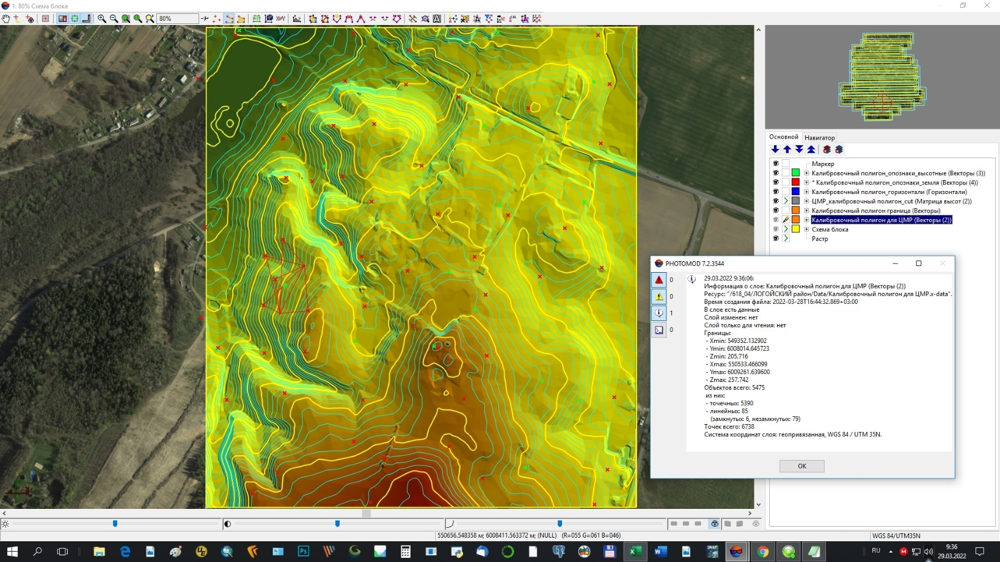 1: 80% Схема блока
80%
Основной
Навигатор
Маркер
Калибровочный полигон_опознаки_высотные (Векторы (3))
* Калибровочный полигон_опознаки_земля (Векторы (4))
Калибровочный полигон_горизонтали (Горизонтали)
ЦМР_калибровочный полигон_cut (Матрица высот (2))
Калибровочный полигон граница (Векторы)
Калибровочный полигон для ЦМР (Векторы (2))
Схема блока
Растр
PHOTOMOD 7.2.3544
0
0
1
0
29.03.2022 9:36:06:
Информация о слое: Калибровочный полигон для ЦМР (Векторы (2))
Ресурс: "/618_04/ЛОГОЙСКИЙ район/Data/Калибровочный полигон для ЦМР.x-data".
Время создания файла: 2022-03-28T16:44:32.869+03:00
В слое есть данные
Слой изменен: нет
Слой только для чтения: нет
Границы:
- Xmin: 549352.132902
- Ymin: 6008014.645723
- Zmin: 205.716
- Xmax: 550533.466099
- Ymax: 6009261.639600
- Zmax: 257.742
Объектов всего: 5475
из них:
- точечных: 5390
- линейных: 85
(замкнутых: 6, незамкнутых: 79)
Точек всего: 6738
Система координат слоя: геопривязанная, WGS 84 / UTM 35N.
OK
550656.548358 м; 6008411.563372 м; (NULL) (R=055 G=061 B=046)
WGS 84/UTM35N
Ps
SNAP
RU
9:36
29.03.2022